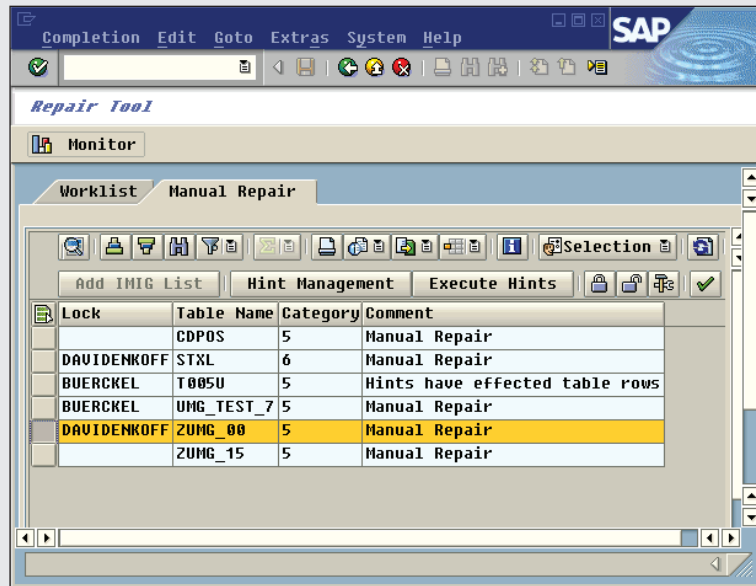 Completion Edit Goto Extras System Help
SAP
Repair Tool
Monitor
Worklist Manual Repair
Selection
Add IMIG List Hint Management Execute Hints
Lock Table Name Category Comment
CDPOS 5 Manual Repair
DAVIDENKOFF STXL 6 Manual Repair
BUERCKEL T005U 5 Hints have effected table rows
BUERCKEL UMG_TEST_7 5 Manual Repair
DAVIDENKOFF ZUMG_00 5 Manual Repair
ZUMG_15 5 Manual Repair